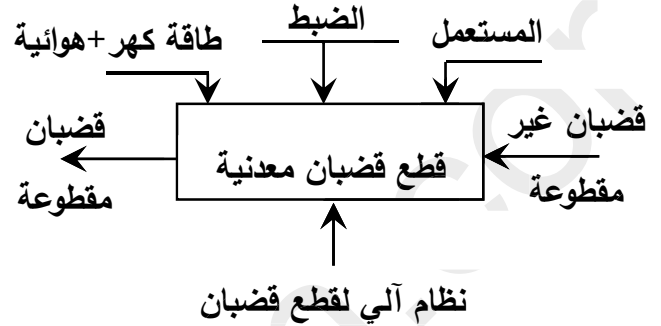 المستعمل
الضبط
طاقة كهر+هوائية
قضبان غير
مقطوعة
قطع قضبان معدنية
قضبان
مقطوعة
نظام آلي لقطع قضبان